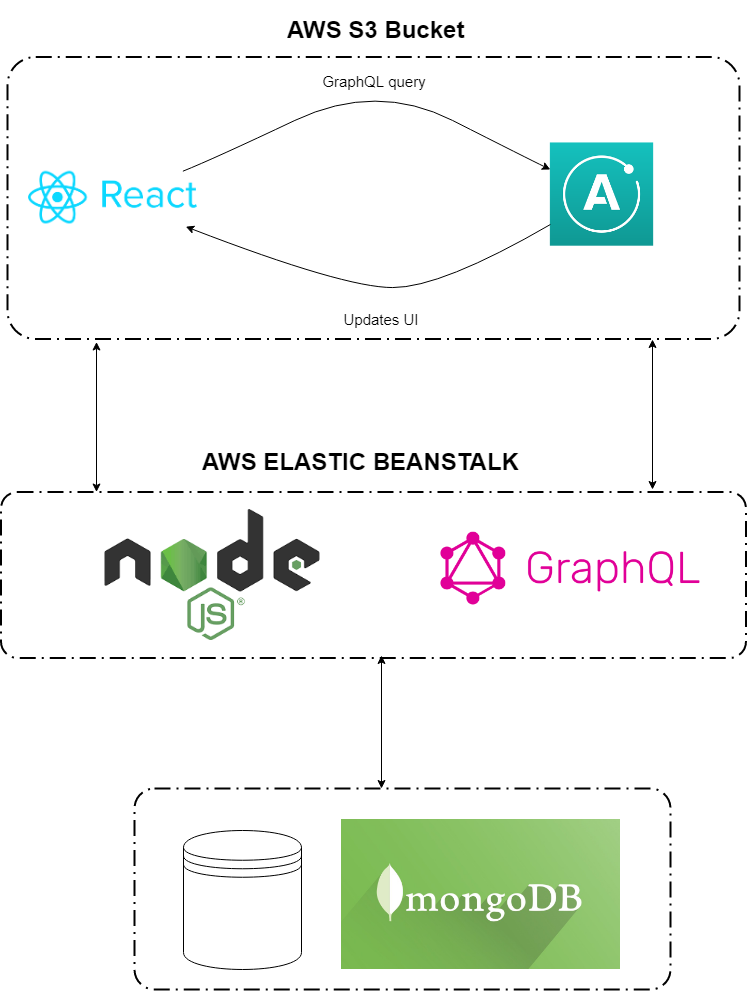 AWS S3 Bucket
GraphQL query
React
A
Updates UI
AWS ELASTIC BEANSTALK
node
JS®
GraphQL
mongoDB